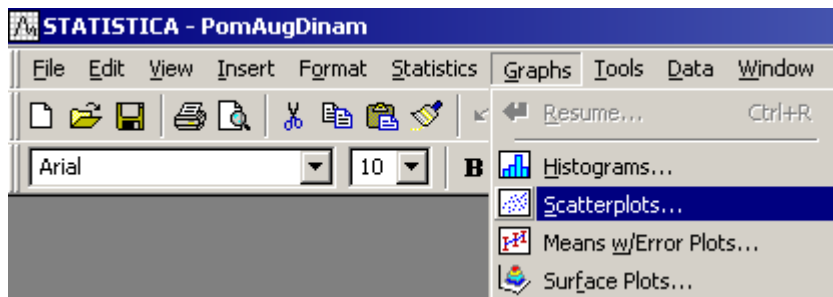 STATISTICA - PomAugDinam
File Edit View Insert Format Statistics Graphs Tools Data Window
Resume... Ctrl+R
Arial 10 B
Histograms...
Scatterplots...
Means w/Error Plots...
Surface Plots...